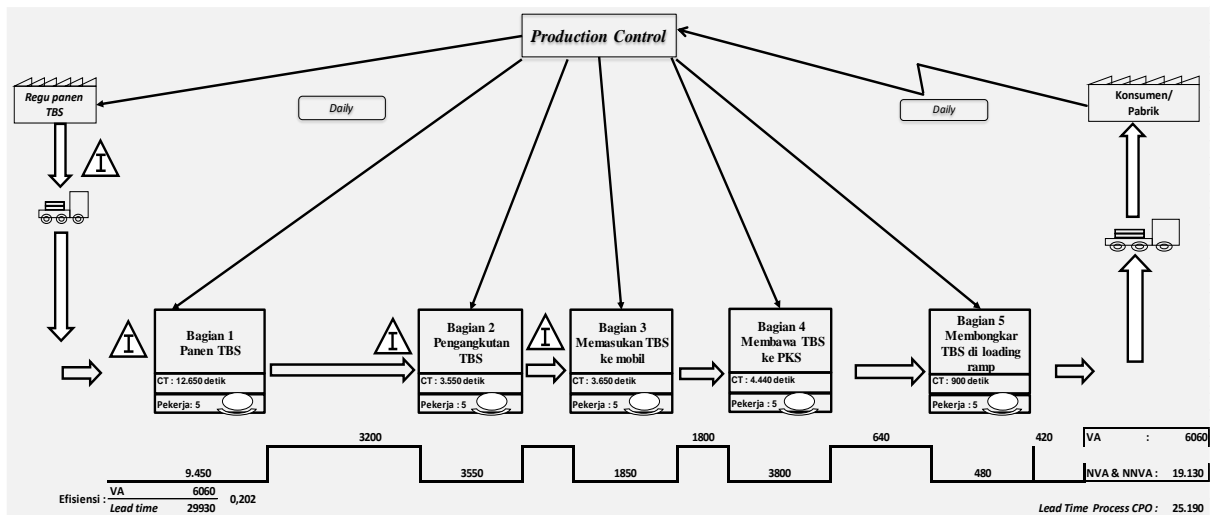 Production Control
Regu panen
TBS
Daily
Daily
Konsumen/
Pabrik
I
I
I
I
Bagian 1
Panen TBS
CT : 12.650 detik
Pekerja: 5
Bagian 2
Pengangkutan
TBS
CT : 3.550 detik
Pekerja : 5
Bagian 3
Memasukan TBS
ke mobil
CT : 3.650 detik
Pekerja : 5
Bagian 4
Membawa TBS
ke PKS
CT : 4.440 detik
Pekerja : 5
Bagian 5
Membongkar
TBS di loading
ramp
CT : 900 detik
Pekerja : 5
3200
1800
640
420
VA : 6060
9.450
3550
1850
3800
480
NVA & NNVA : 19.130
Efisiensi : VA 6060 0,202
Lead time 29930
Lead Time Process CPO : 25.190